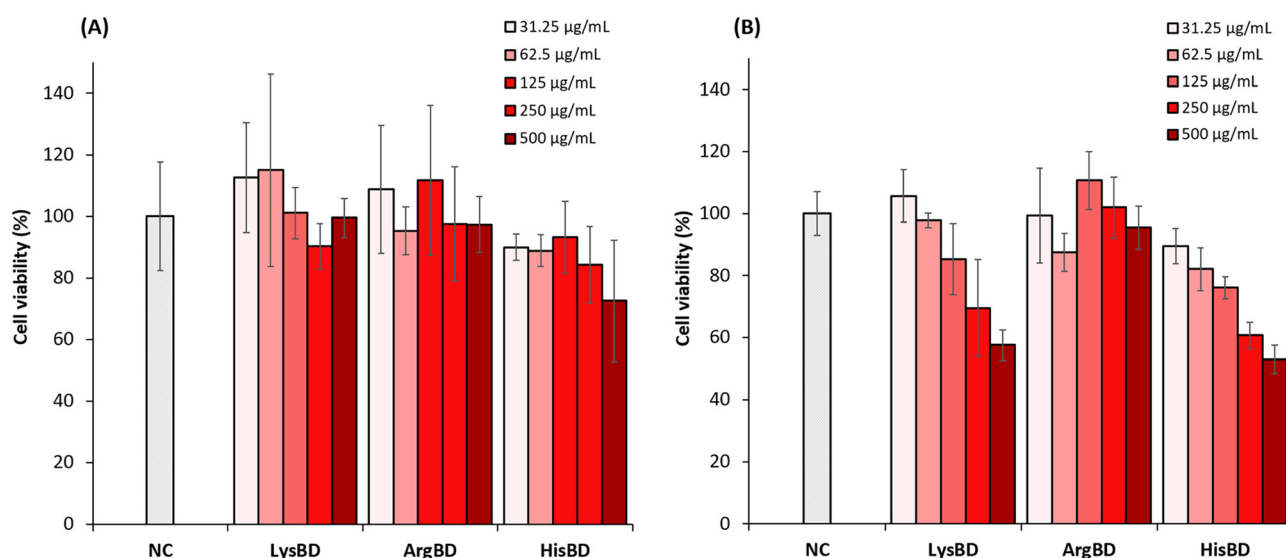 (A)
31.25 µg/mL
62.5 µg/mL
125 µg/mL
250 µg/mL
500 µg/mL
Cell viability (%)
140
120
100
80
60
40
20
0
NC LysBD ArgBD HisBD
(B)
31.25 µg/mL
62.5 µg/mL
125 µg/mL
250 µg/mL
500 µg/mL
Cell viability (%)
140
120
100
80
60
40
20
0
NC LysBD ArgBD HisBD